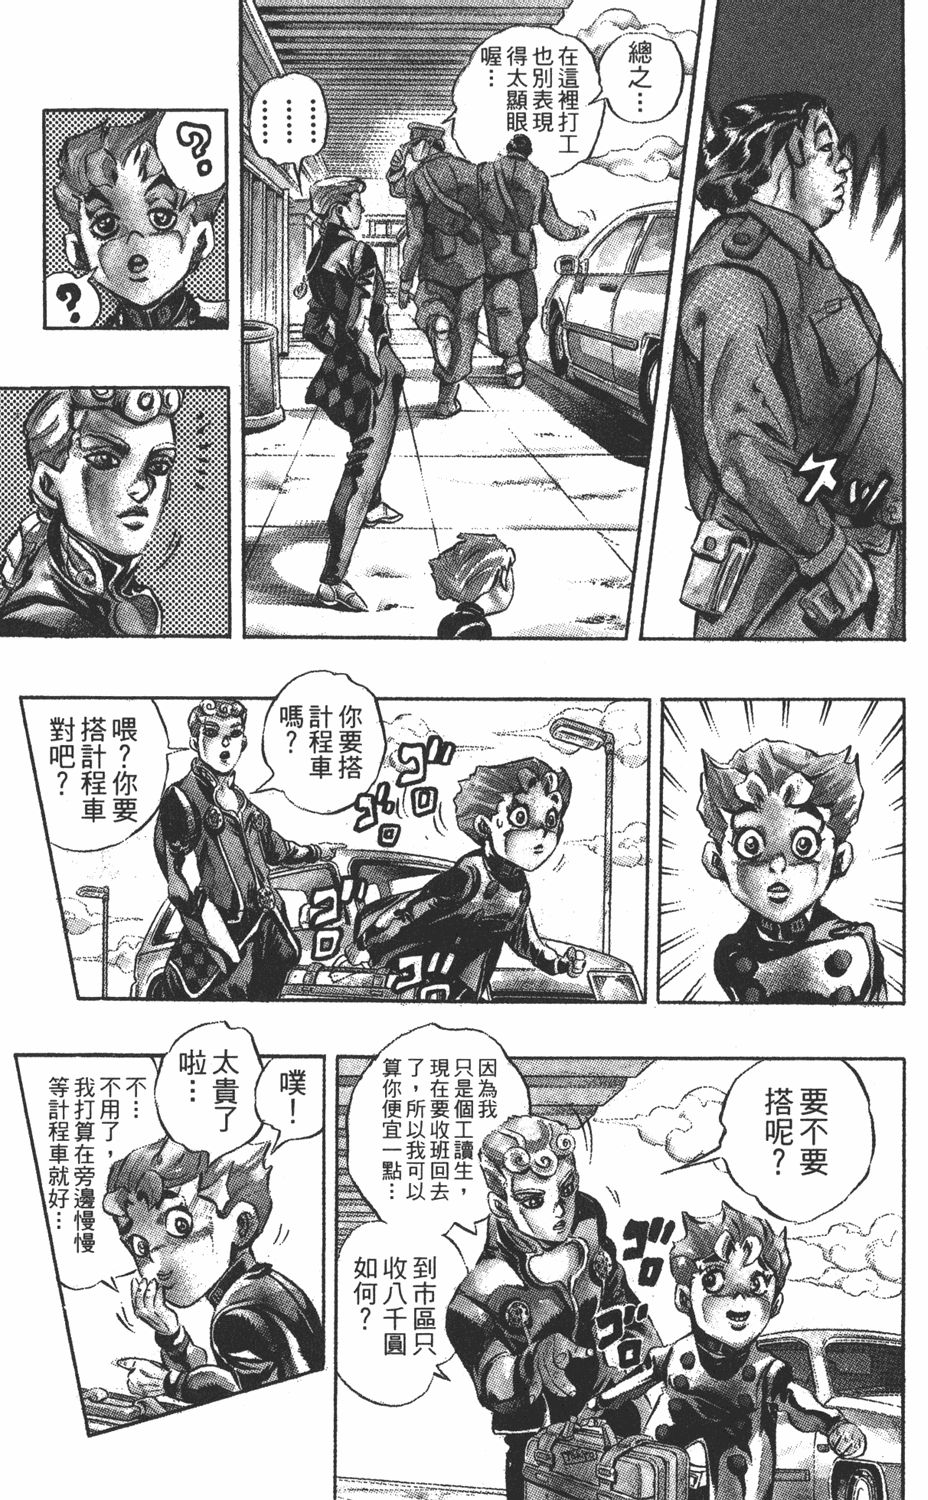 總之…
在這裡打工
也別表現
得太顯眼
喔…
………
………
?
?
ス
你要搭
計程車
嗎?
喂?你要
搭計程車
對吧?
ゴロ
ゴロ
ゴロ
ゴロ
要不要
搭呢?
因為我
只是個工讀生,
現在要收班回去
了,所以我可以
算你便宜一點…
到市區只
收八千圓
如何?
ゴロ
ゴロ
噗!
太貴了
啦…
不…
不用了,
我打算在旁邊慢慢
等計程車就好…